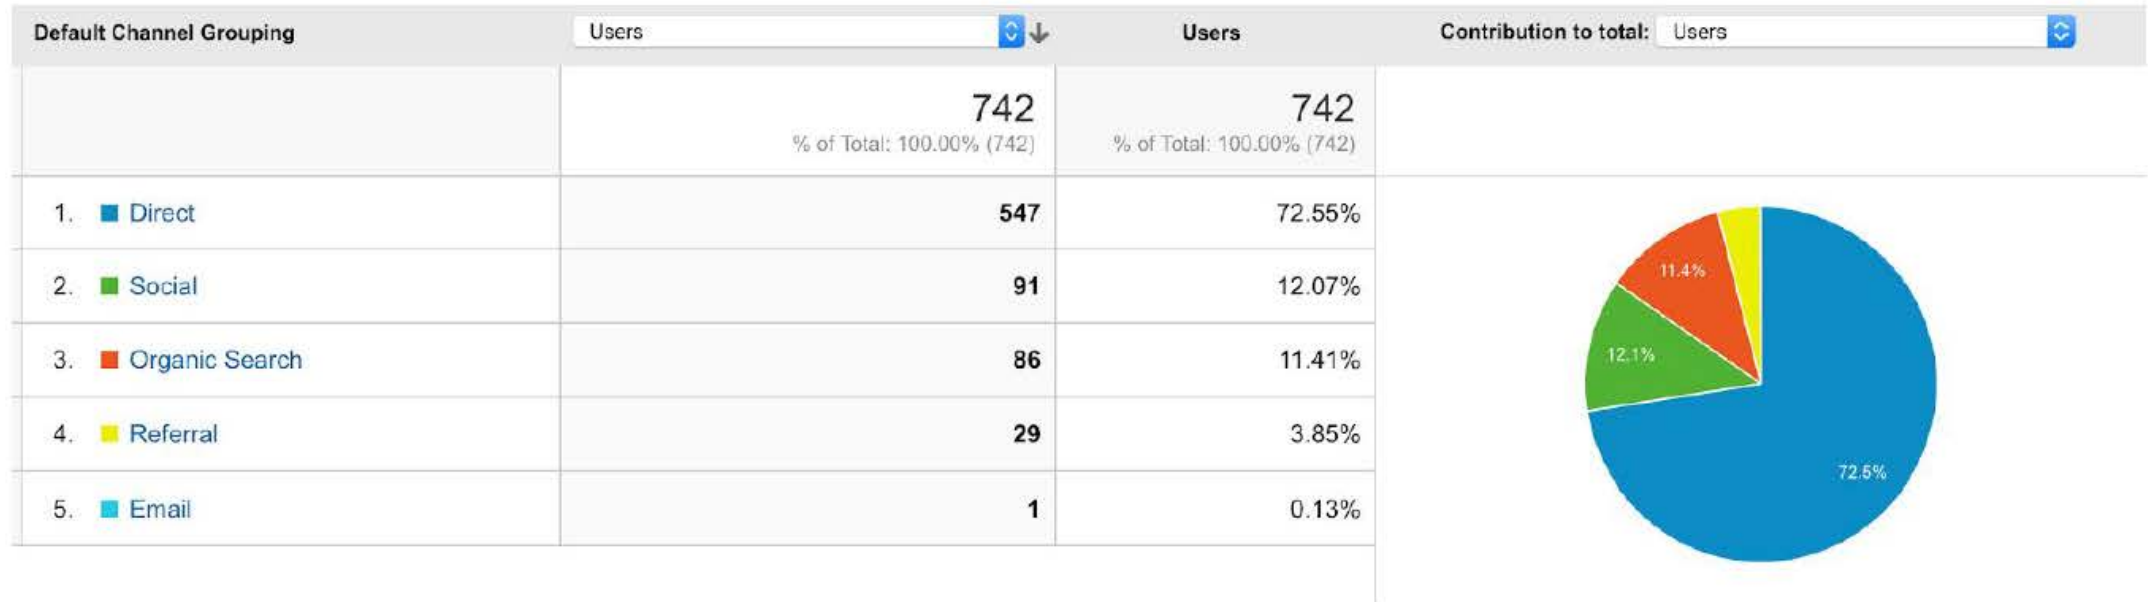 Default Channel Grouping Users Users Contribution to total: Users
742 742
% of Total: 100.00% (742) % of Total: 100.00% (742)
1. Direct 547 72.55%
2. Social 91 12.07%
3. Organic Search 86 11.41%
4. Referral 29 3.85%
5. Email 1 0.13%
11.4%
12.1%
72.5%